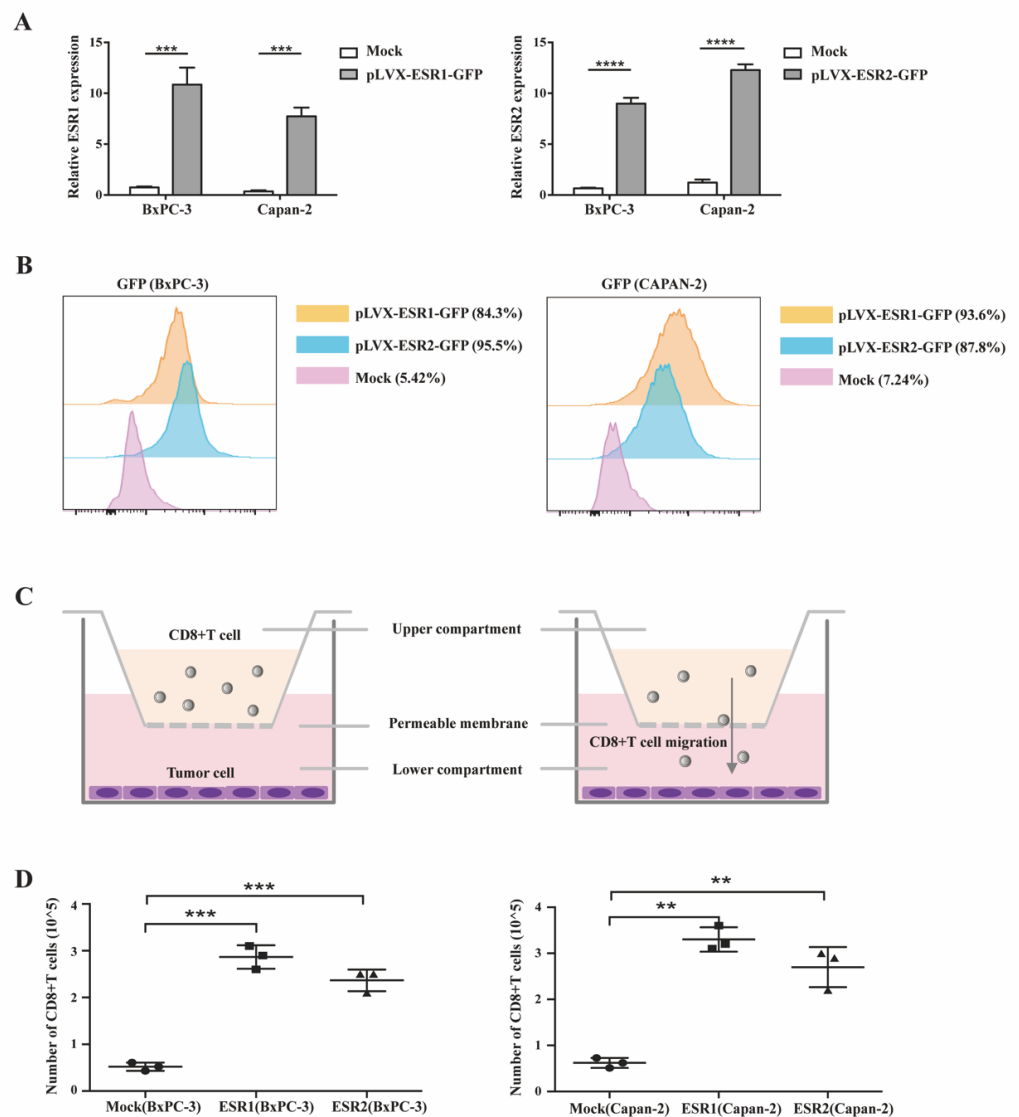 A
Relative ESR1 expression
15
10
5
0
***
***
BxPC-3
Capan-2
Mock
pLVX-ESR1-GFP
Relative ESR2 expression
15
10
5
0
****
****
BxPC-3
Capan-2
Mock
pLVX-ESR2-GFP
B
GFP (BxPC-3)
pLVX-ESR1-GFP (84.3%)
pLVX-ESR2-GFP (95.5%)
Mock (5.42%)
GFP (CAPAN-2)
pLVX-ESR1-GFP (93.6%)
pLVX-ESR2-GFP (87.8%)
Mock (7.24%)
C
CD8+T cell
Tumor cell
Upper compartment
Permeable membrane
Lower compartment
CD8+T cell migration
D
Number of CD8+T cells (10^5)
4
3
2
1
0
***
***
Mock(BxPC-3)
ESR1(BxPC-3)
ESR2(BxPC-3)
Number of CD8+T cells (10^5)
4
3
2
1
0
**
**
Mock(Capan-2)
ESR1(Capan-2)
ESR2(Capan-2)